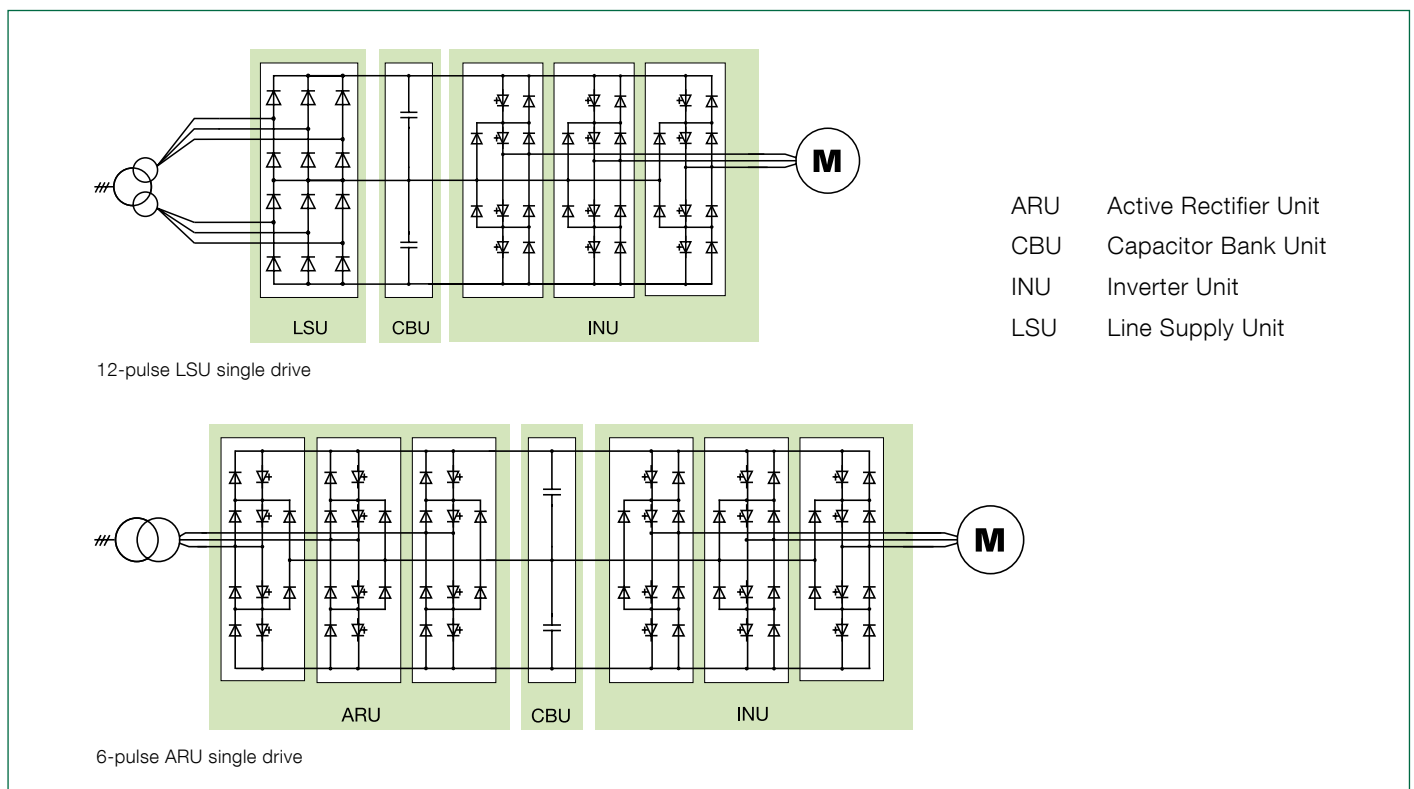 LSU CBU INU
M
12-pulse LSU single drive
ARU Active Rectifier Unit
CBU Capacitor Bank Unit
INU Inverter Unit
LSU Line Supply Unit
M
ARU CBU INU
6-pulse ARU single drive